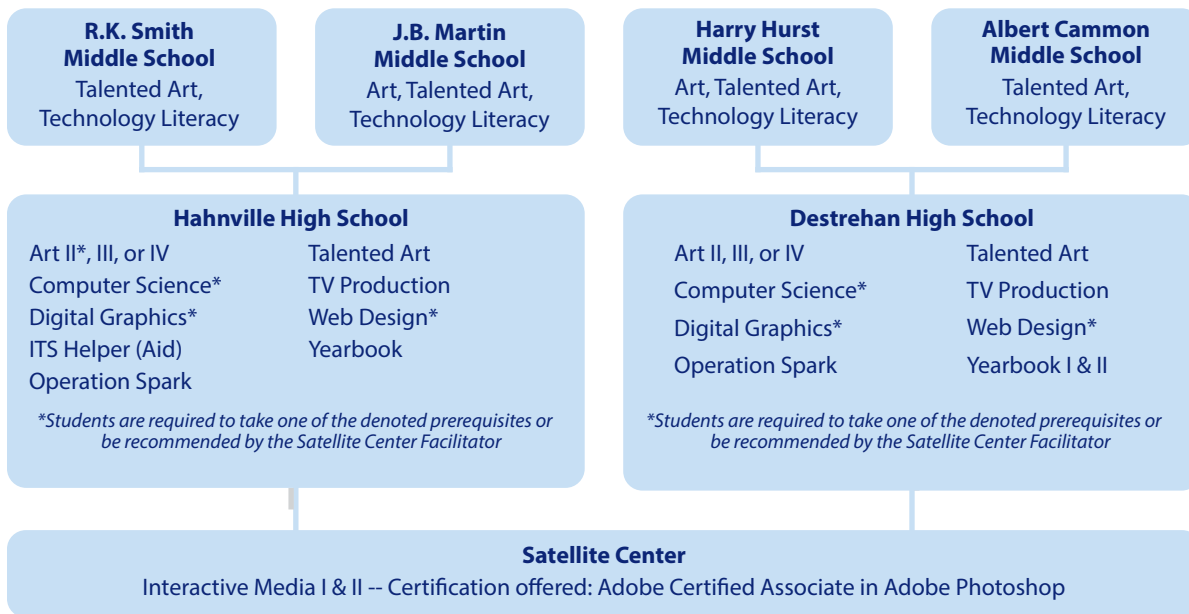 R.K. Smith
Middle School
Talented Art,
Technology Literacy
J.B. Martin
Middle School
Art, Talented Art,
Technology Literacy
Harry Hurst
Middle School
Art, Talented Art,
Technology Literacy
Albert Cammon
Middle School
Talented Art,
Technology Literacy
Hahnville High School
Art II*, III, or IV
Computer Science*
Digital Graphics*
ITS Helper (Aid)
Operation Spark
Talented Art
TV Production
Web Design*
Yearbook
*Students are required to take one of the denoted prerequisites or
be recommended by the Satellite Center Facilitator
Destrehan High School
Art II, III, or IV
Computer Science*
Digital Graphics*
Operation Spark
Talented Art
TV Production
Web Design*
Yearbook I & II
*Students are required to take one of the denoted prerequisites or
be recommended by the Satellite Center Facilitator
Satellite Center
Interactive Media I & II -- Certification offered: Adobe Certified Associate in Adobe Photoshop